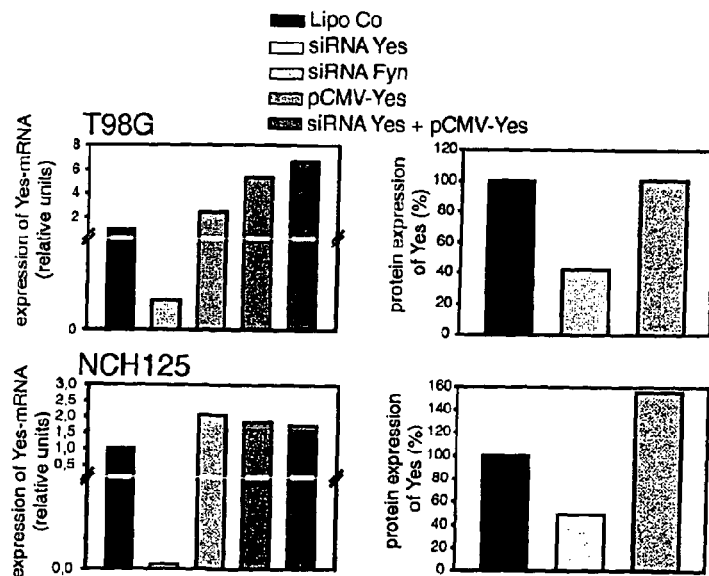 Lipo Co
siRNA Yes
siRNA Fyn
pCMV-Yes
siRNA Yes + pCMV-Yes
T98G
expression of Yes-mRNA
(relative units)
8
6
4
2
0
protein expression
of Yes (%)
120
100
80
60
40
20
0
NCH125
expression of Yes-mRNA
(relative units)
3,0
2,5
2,0
1,5
1,0
0,5
0,0
protein expression
of Yes (%)
160
140
120
100
80
60
40
20
0